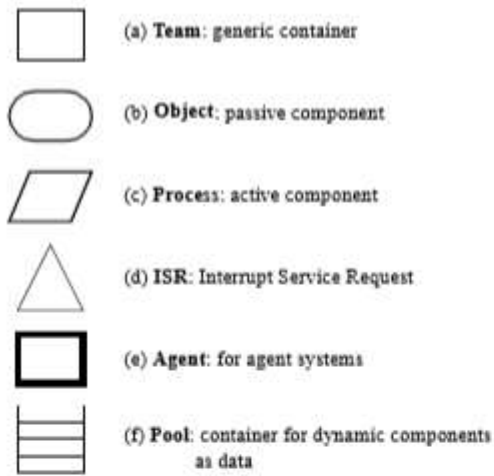 (a) Team: generic container
(b) Object: passive component
(c) Process: active component
(d) ISR: Interrupt Service Request
(e) Agent: for agent systems
(f) Pool: container for dynamic components
as data